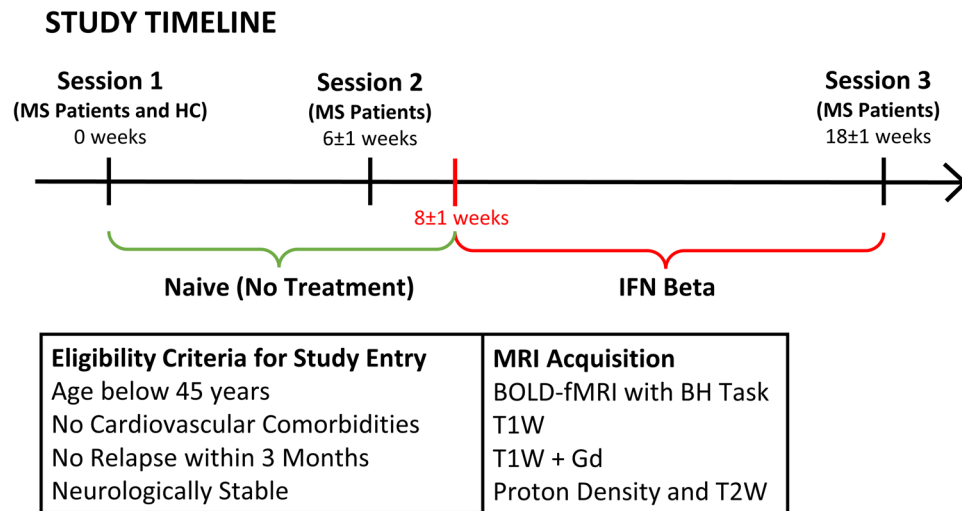 STUDY TIMELINE
Session 1
(MS Patients and HC)
0 weeks
Session 2
(MS Patients)
6±1 weeks
Session 3
(MS Patients)
18±1 weeks
8±1 weeks
Naive (No Treatment)
IFN Beta
Eligibility Criteria for Study Entry
Age below 45 years
No Cardiovascular Comorbidities
No Relapse within 3 Months
Neurologically Stable
MRI Acquisition
BOLD-fMRI with BH Task
T1W
T1W + Gd
Proton Density and T2W